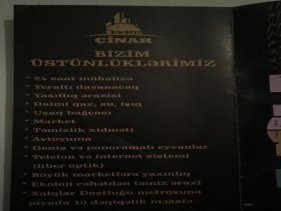 ÇİNAR
BİZİM
ÜSTÜNLÜKLƏRİMİZ
* 24 saat mühafizə
* Yeraltı dayanacaq
* Yaşıllıq ərazisi
* Daimi qaz, su, işıq
* Uşaq bağçası
* Market
* Təmizlik xidməti
* Avtoyuma
* Geniş və panoramalı eyvanlar
* Telefon və internet sistemi
(fiber optik)
* Böyük marketlərə yaxınlıq
* Ekoloji cəhətdən təmiz ərazi
* Xalqlar Dostluğu metrosuna
piyada 10 dəqiqəlik məsafə